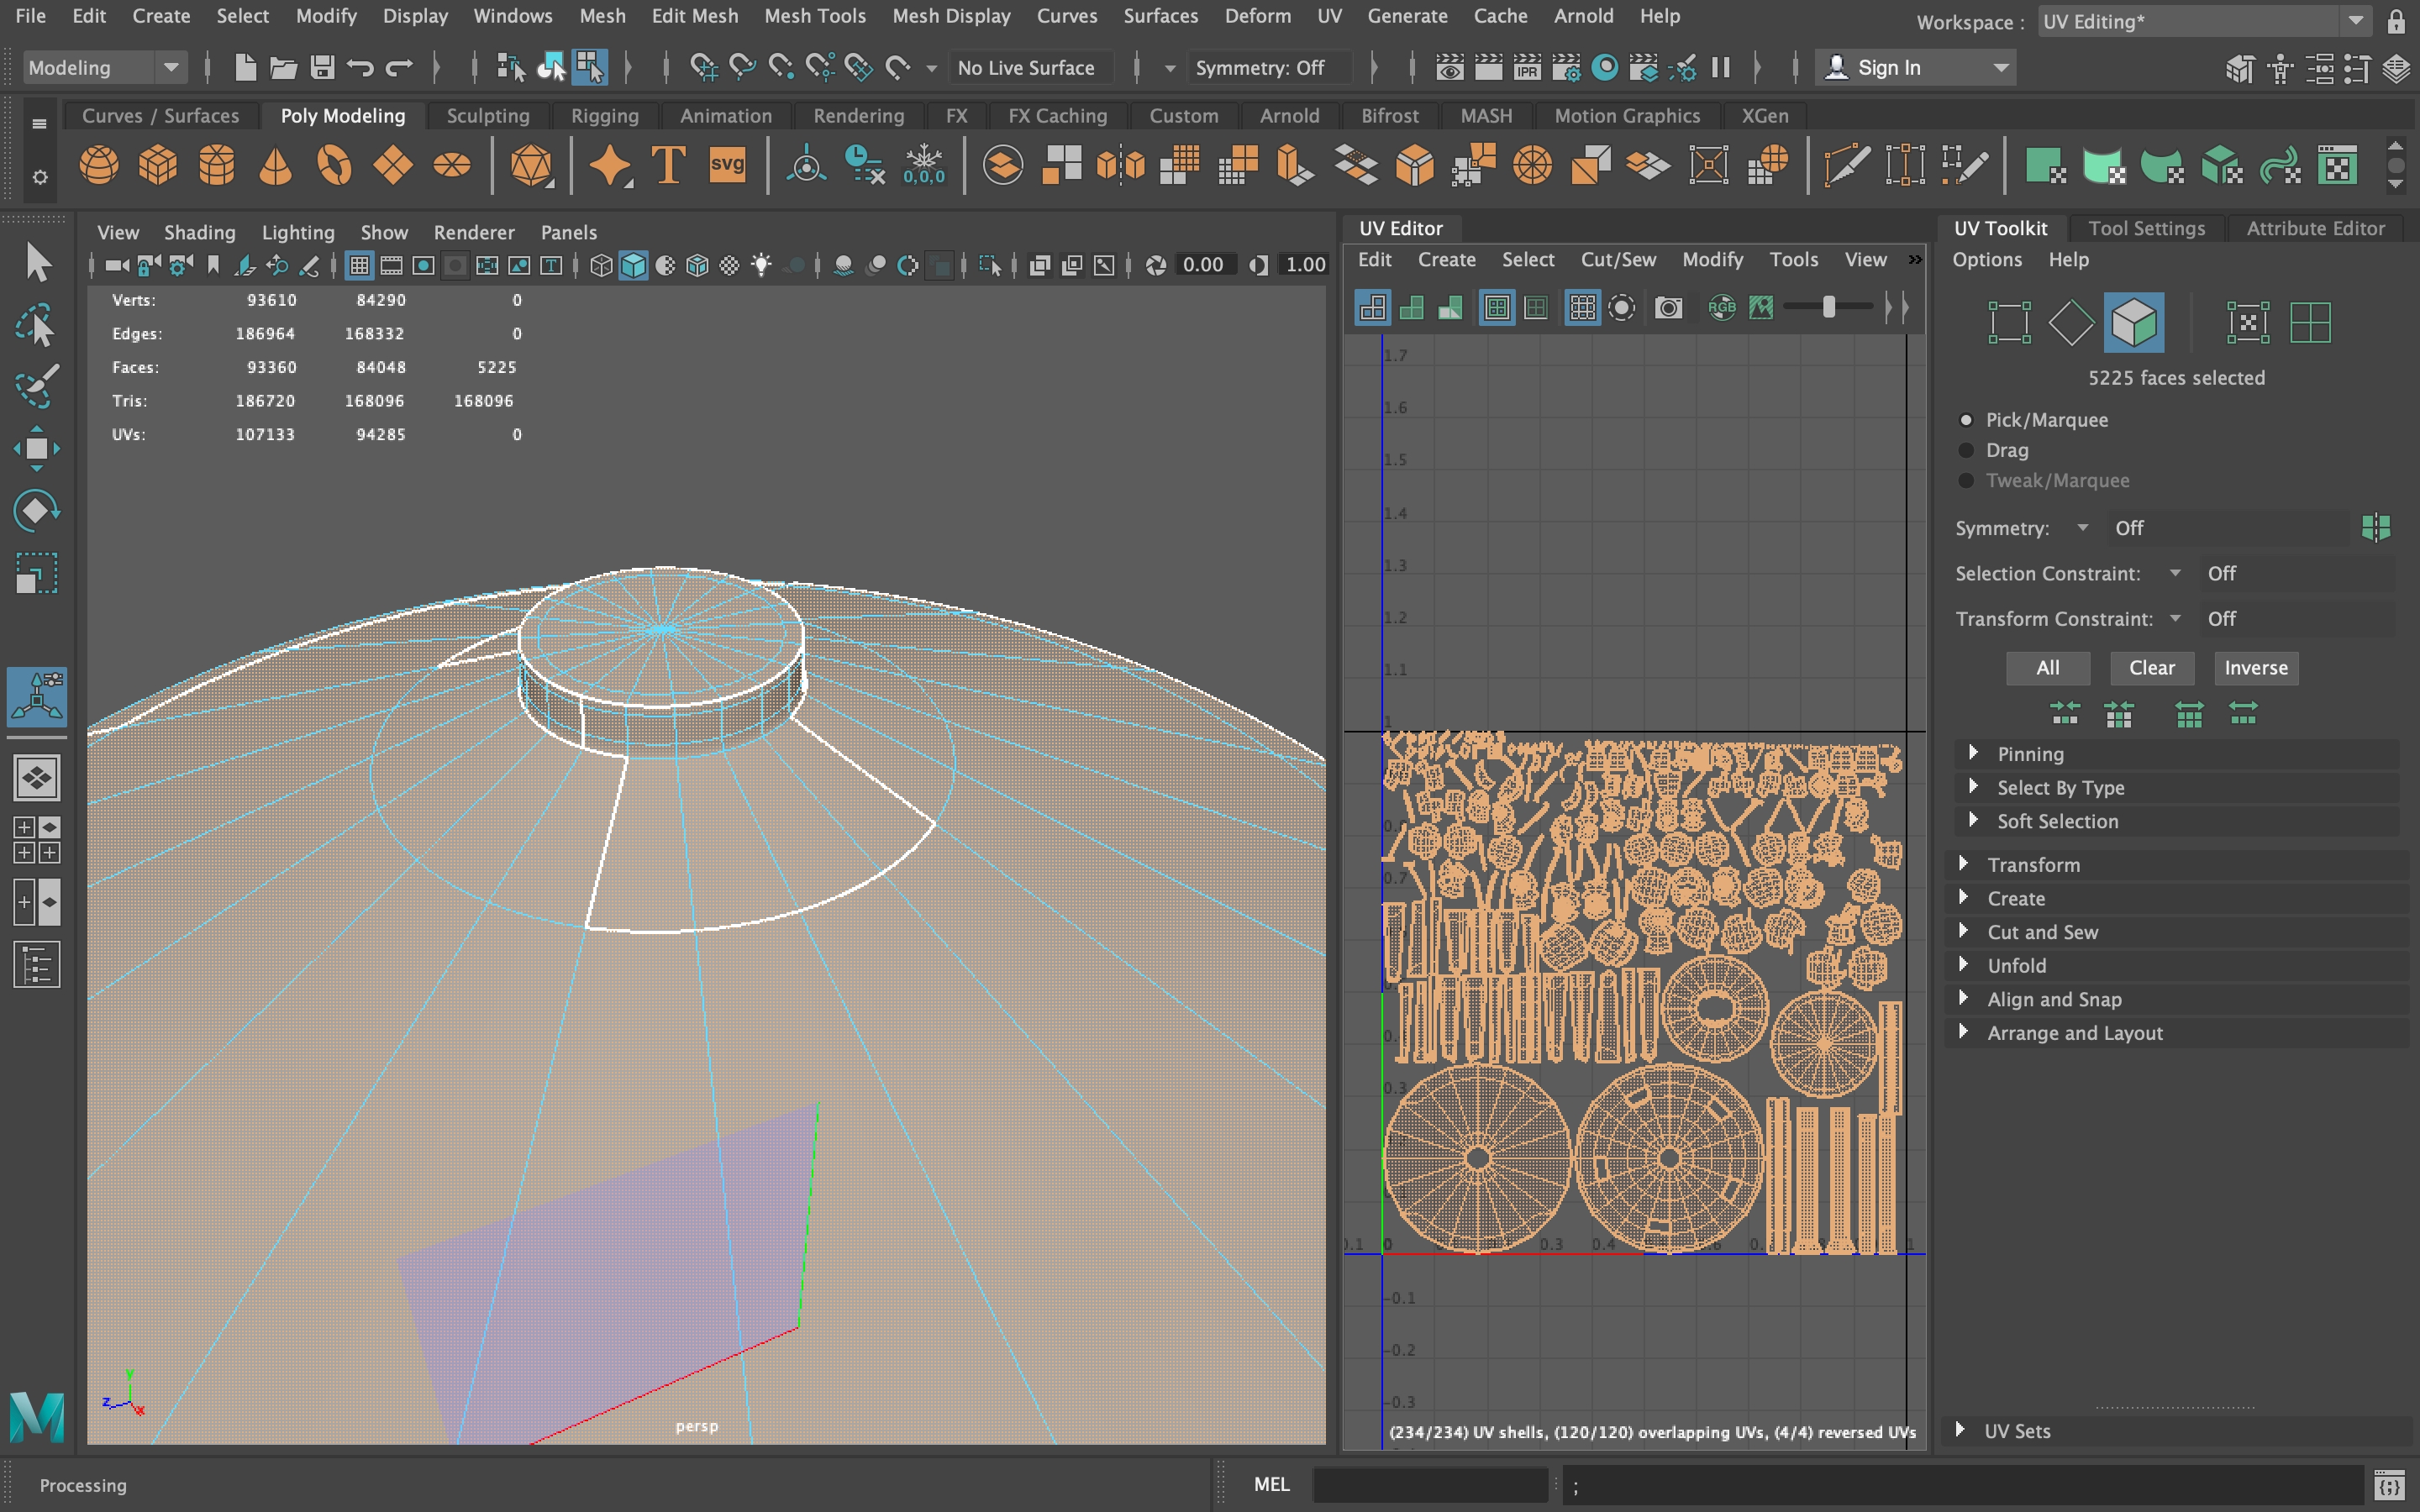 File Edit Create Select Modify Display Windows Mesh Edit Mesh Mesh Tools Mesh Display Curves Surfaces Deform UV Generate Cache Arnold Help
Workspace : UV Editing*
Modeling No Live Surface Symmetry: Off IPR Sign In
Curves / Surfaces Poly Modeling Sculpting Rigging Animation Rendering FX FX Caching Custom Arnold Bifrost MASH Motion Graphics XGen
T svg 0,0,0
View Shading Lighting Show Renderer Panels
0.00 1.00
Verts: 93610 84290 0
Edges: 186964 168332 0
Faces: 93360 84048 5225
Tris: 186720 168096 168096
UVs: 107133 94285 0
y
z x
persp
UV Editor
Edit Create Select Cut/Sew Modify Tools View »
RGB
1.7
1.6
1.5
1.4
1.3
1.2
1.1
1
0.7
0.3
0.1 0 0.3 0.4 1
-0.1
-0.2
-0.3
(234/234) UV shells, (120/120) overlapping UVs, (4/4) reversed UVs
UV Toolkit Tool Settings Attribute Editor
Options Help
5225 faces selected
Pick/Marquee
Drag
Tweak/Marquee
Symmetry: Off
Selection Constraint: Off
Transform Constraint: Off
All Clear Inverse
Pinning
Select By Type
Soft Selection
Transform
Create
Cut and Sew
Unfold
Align and Snap
Arrange and Layout
UV Sets
Processing
MEL ; {;}